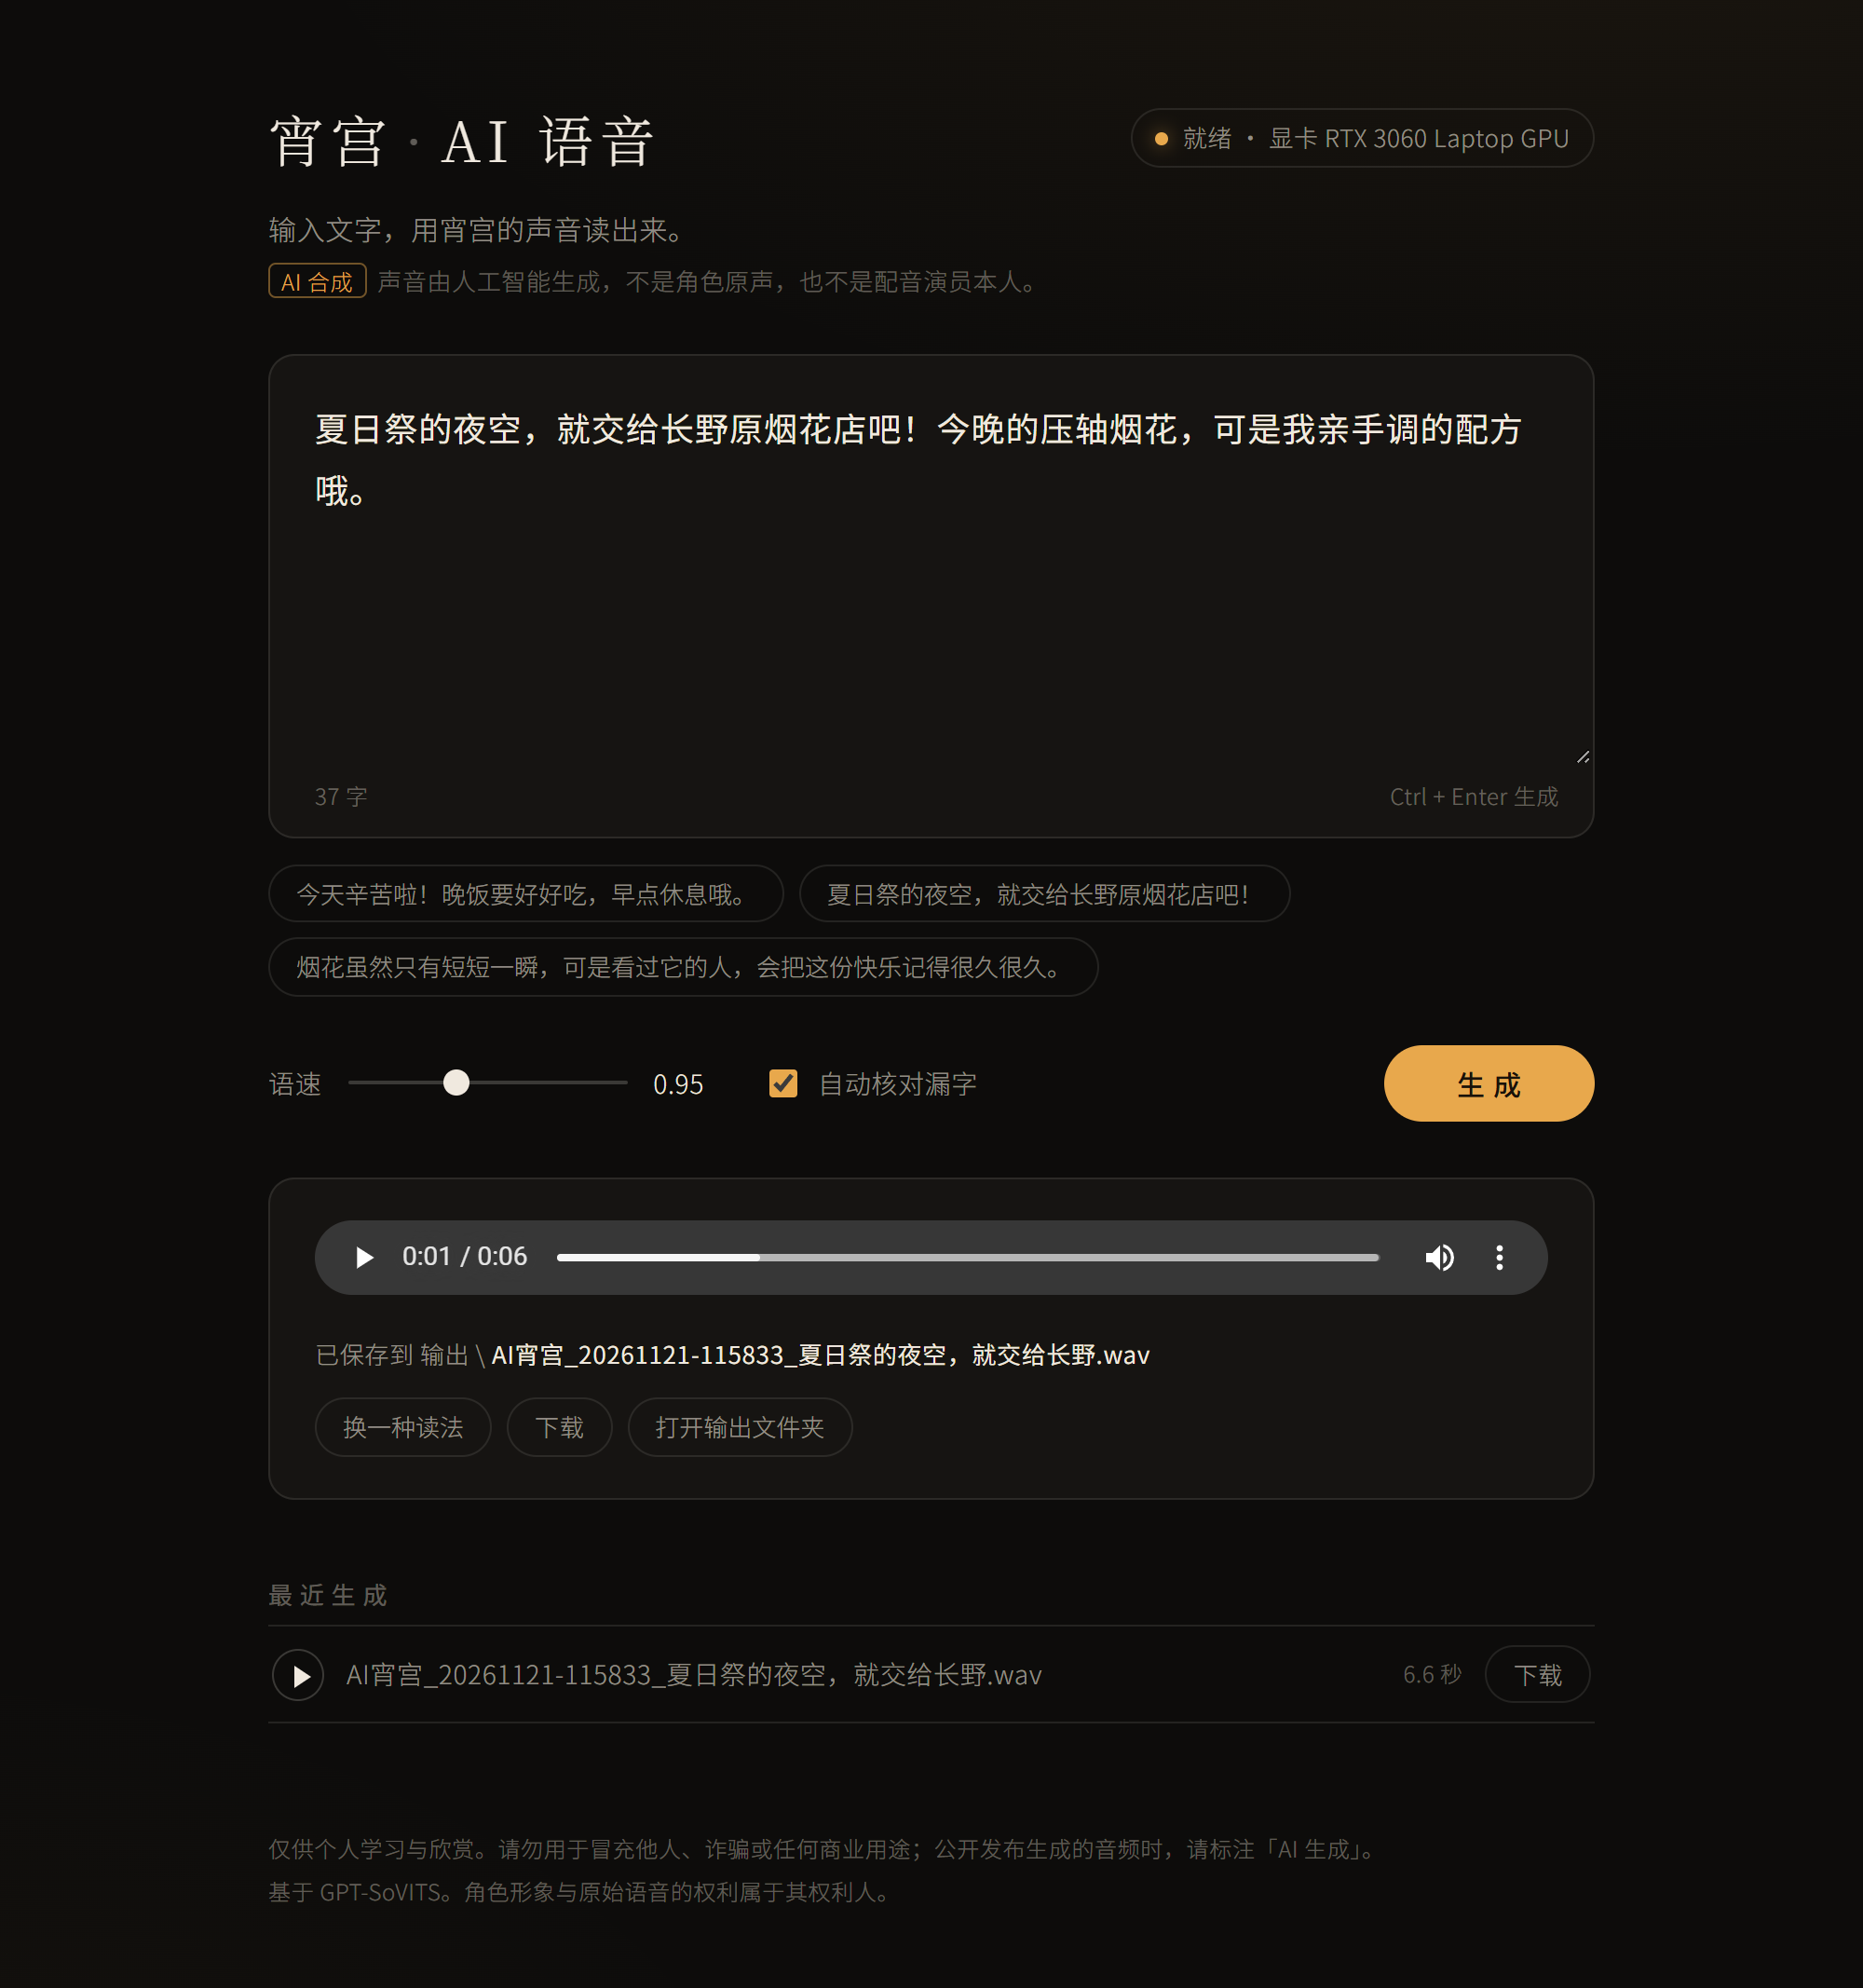 宵宫 · AI 语音
就绪 · 显卡 RTX 3060 Laptop GPU
输入文字，用宵宫的声音读出来。
AI 合成 声音由人工智能生成，不是角色原声，也不是配音演员本人。
夏日祭的夜空，就交给长野原烟花店吧！今晚的压轴烟花，可是我亲手调的配方
哦。
37 字
Ctrl + Enter 生成
今天辛苦啦！晚饭要好好吃，早点休息哦。
夏日祭的夜空，就交给长野原烟花店吧！
烟花虽然只有短短一瞬，可是看过它的人，会把这份快乐记得很久很久。
语速 0.95 自动核对漏字 生成
0:01 / 0:06
已保存到 输出 \ AI宵宫_20261121-115833_夏日祭的夜空，就交给长野.wav
换一种读法 下载 打开输出文件夹
最近生成
AI宵宫_20261121-115833_夏日祭的夜空，就交给长野.wav 6.6 秒 下载
仅供个人学习与欣赏。请勿用于冒充他人、诈骗或任何商业用途；公开发布生成的音频时，请标注「AI 生成」。
基于 GPT-SoVITS。角色形象与原始语音的权利属于其权利人。